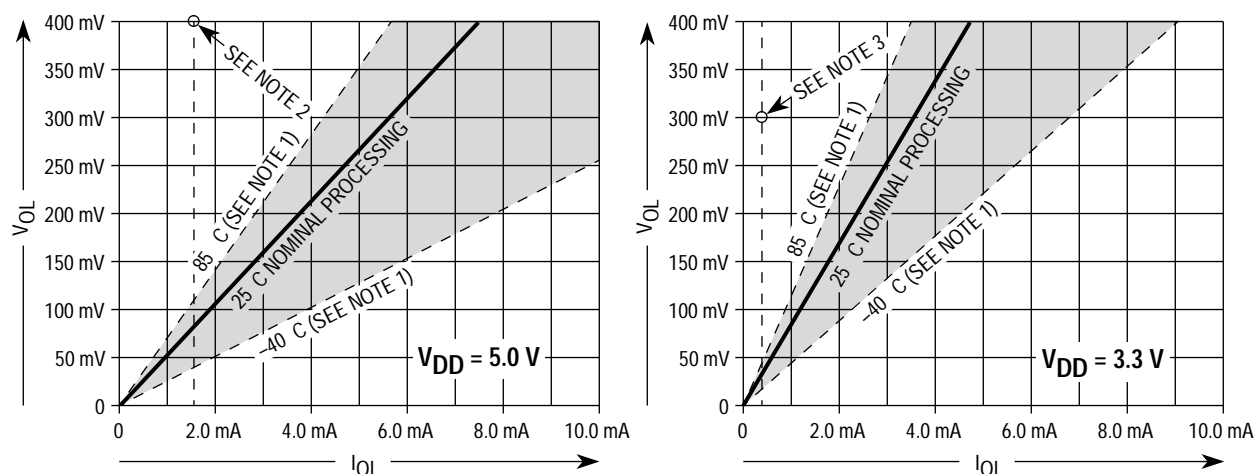 400 mV
350 mV
300 mV
250 mV
200 mV
150 mV
100 mV
50 mV
0
VOL
SEE NOTE 2
85 C (SEE NOTE 1)
25 C NOMINAL PROCESSING
–40 C (SEE NOTE 1)
VDD = 5.0 V
0
2.0 mA
4.0 mA
6.0 mA
8.0 mA
10.0 mA
IOL
400 mV
350 mV
300 mV
250 mV
200 mV
150 mV
100 mV
50 mV
0
VOL
SEE NOTE 3
85 C (SEE NOTE 1)
25 C NOMINAL PROCESSING
–40 C (SEE NOTE 1)
VDD = 3.3 V
0
2.0 mA
4.0 mA
6.0 mA
8.0 mA
10.0 mA
IOL